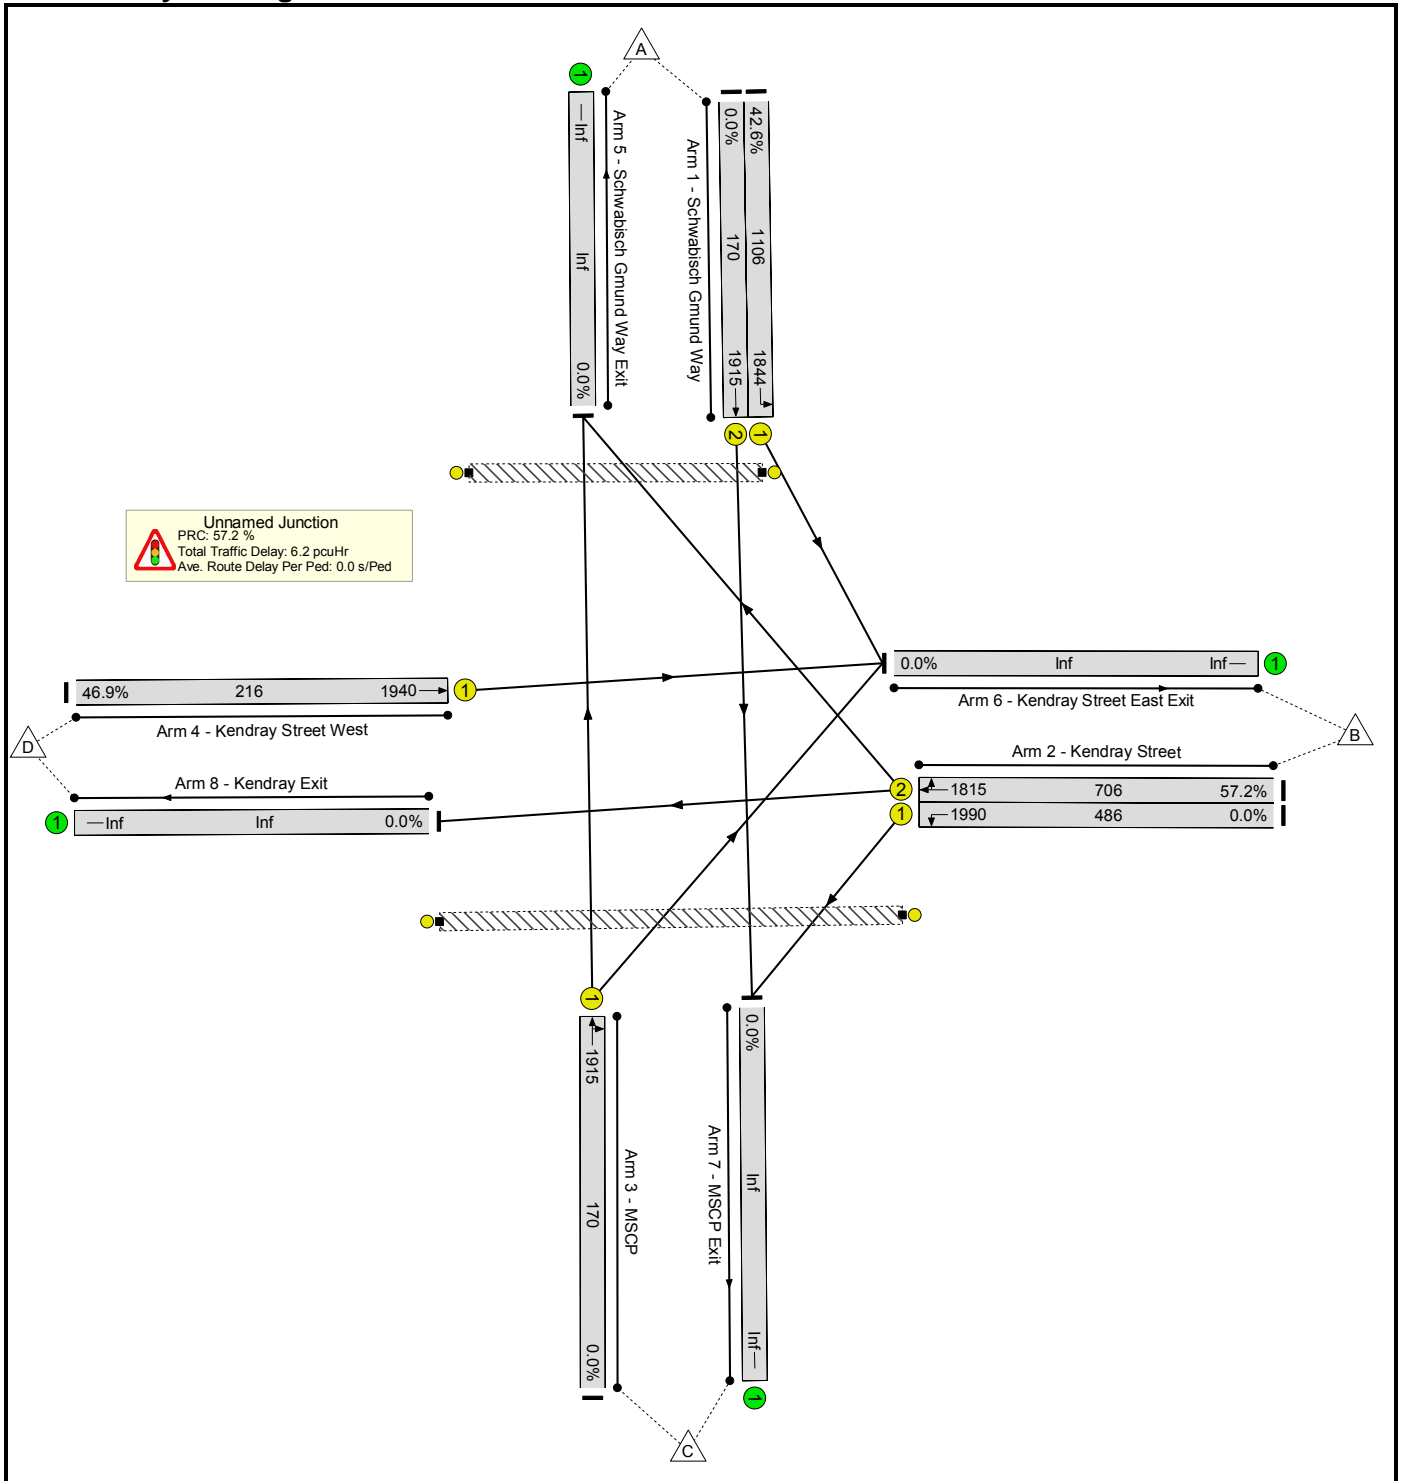 A
1
Arm 5 - Schwabisch Gmund Way Exit
Inf
Inf
0.0%
Arm 1 - Schwabisch Gmund Way
0.0%
170
1915
42.6%
1106
1844
2
1
Unnamed Junction
PRC: 57.2 %
Total Traffic Delay: 6.2 pcuHr
Ave. Route Delay Per Ped: 0.0 s/Ped
0.0%
Inf
Inf
1
Arm 6 - Kendray Street East Exit
46.9%
216
1940
1
Arm 4 - Kendray Street West
D
B
Arm 2 - Kendray Street
Arm 8 - Kendray Exit
2
1815
706
57.2%
1
1990
486
0.0%
1
Inf
Inf
0.0%
1
1915
170
0.0%
Arm 3 - MSCP
Arm 7 - MSCP Exit
0.0%
Inf
Inf
1
C